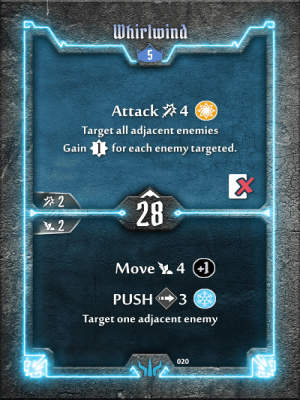 Whirlwind
5
Attack 4
Target all adjacent enemies
Gain 1 for each enemy targeted.
2
28
2
Move 4 +1
PUSH 3
Target one adjacent enemy
020